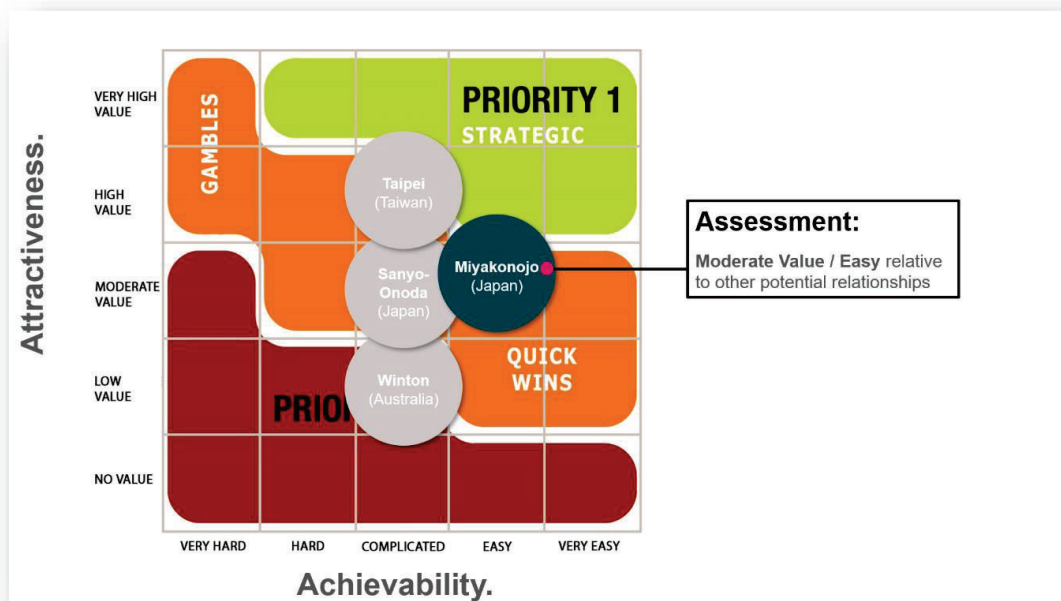 Attractiveness.
VERY HIGH
VALUE
HIGH
VALUE
MODERATE
VALUE
LOW
VALUE
NO VALUE
GAMBLES
PRIORITY 1
STRATEGIC
Taipei
(Taiwan)
Sanyo-
Onoda
(Japan)
Miyakonojo
(Japan)
Winton
(Australia)
QUICK
WINS
Assessment:
Moderate Value / Easy relative
to other potential relationships
VERY HARD
HARD
COMPLICATED
EASY
VERY EASY
Achievability.